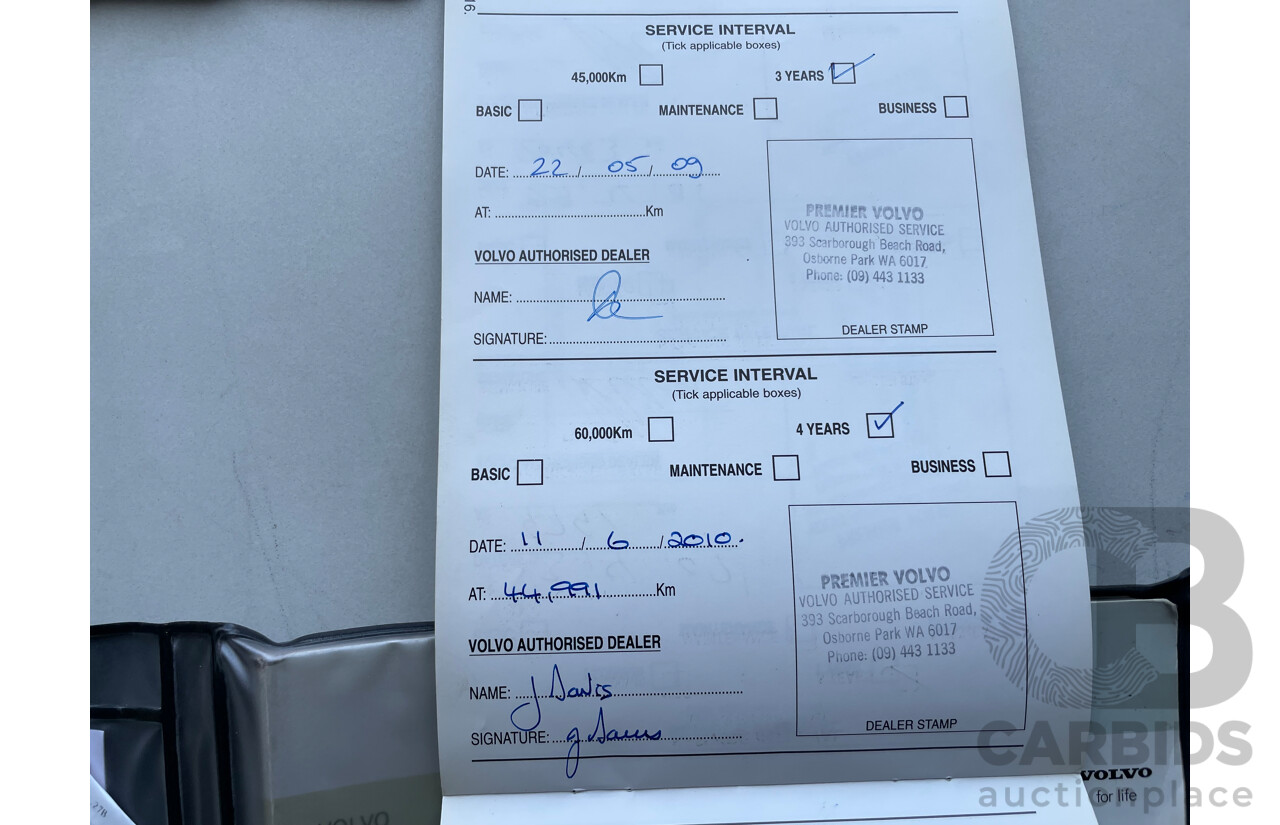 16.
SERVICE INTERVAL
(Tick applicable boxes)
45,000Km 3 YEARS
BASIC MAINTENANCE BUSINESS
DATE: 22 / 05 / 09
AT: Km
VOLVO AUTHORISED DEALER
NAME:
SIGNATURE:
PREMIER VOLVO
VOLVO AUTHORISED SERVICE
393 Scarborough Beach Road,
Osborne Park WA 6017
Phone: (09) 443 1133
DEALER STAMP
SERVICE INTERVAL
(Tick applicable boxes)
60,000Km 4 YEARS
BASIC MAINTENANCE BUSINESS
DATE: 11 / 6 / 2010.
AT: 44,991 Km
VOLVO AUTHORISED DEALER
NAME: J Davis
SIGNATURE:
PREMIER VOLVO
VOLVO AUTHORISED SERVICE
393 Scarborough Beach Road,
Osborne Park WA 6017
Phone: (09) 443 1133
DEALER STAMP
CARBIDS
auctionplace
VOLVO
for life
VOLVO
27B